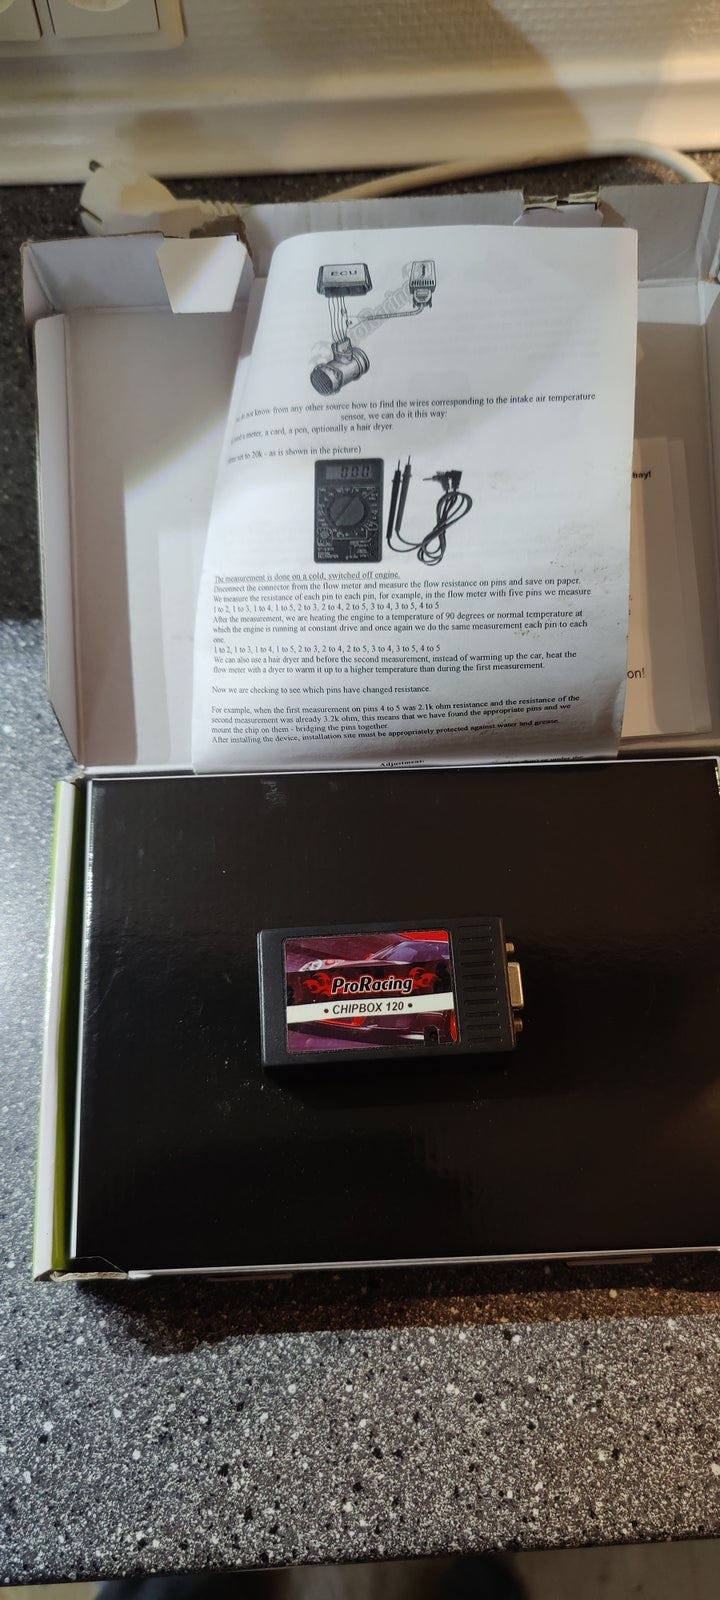 ECU
not know from any other source how to find the wires corresponding to the intake air temperature
sensor, we can do it this way:
meter, a card, a pen, optionally a hair dryer.
set to 20k - as is shown in the picture)
The measurement is done on a cold, switched off engine.
Disconnect the connector from the flow meter and measure the flow resistance on pins and save on paper.
We measure the resistance of each pin to each pin, for example, in the flow meter with five pins we measure
1 to 2, 1 to 3, 1 to 4, 1 to 5, 2 to 3, 2 to 4, 2 to 5, 3 to 4, 3 to 5, 4 to 5
After the measurement, we are heating the engine to a temperature of 90 degrees or normal temperature at
which the engine is running at constant drive and once again we do the same measurement each pin to each
one.
1 to 2, 1 to 3, 1 to 4, 1 to 5, 2 to 3, 2 to 4, 2 to 5, 3 to 4, 3 to 5, 4 to 5
We can also use a hair dryer and before the second measurement, instead of warming up the car, heat the
flow meter with a dryer to warm it up to a higher temperature than during the first measurement.
Now we are checking to see which pins have changed resistance.
For example, when the first measurement on pins 4 to 5 was 2.1k ohm resistance and the resistance of the
second measurement was already 3.2k ohm, this means that we have found the appropriate pins and we
mount the chip on them - bridging the pins together.
After installing the device, installation site must be appropriately protected against water and grease.
Adjustment:
bay!
on!
ProRacing
• CHIPBOX 120 •